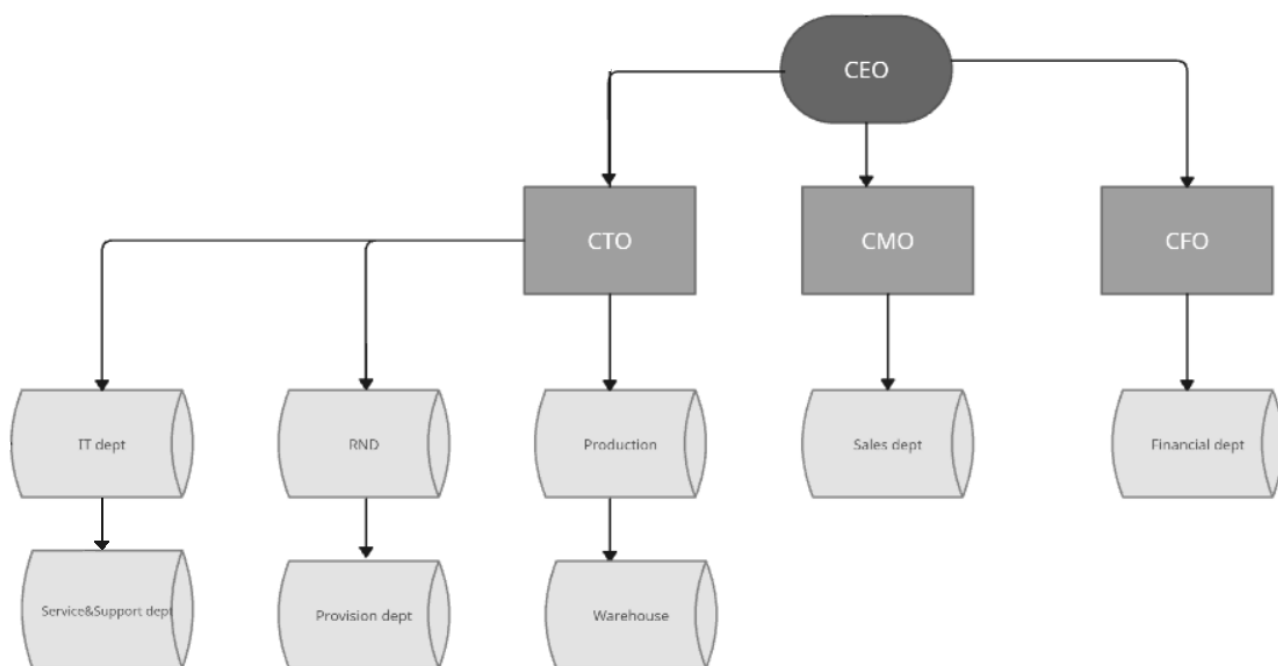 CEO
CTO
CMO
CFO
IT dept
RND
Production
Sales dept
Financial dept
Service&Support dept
Provision dept
Warehouse